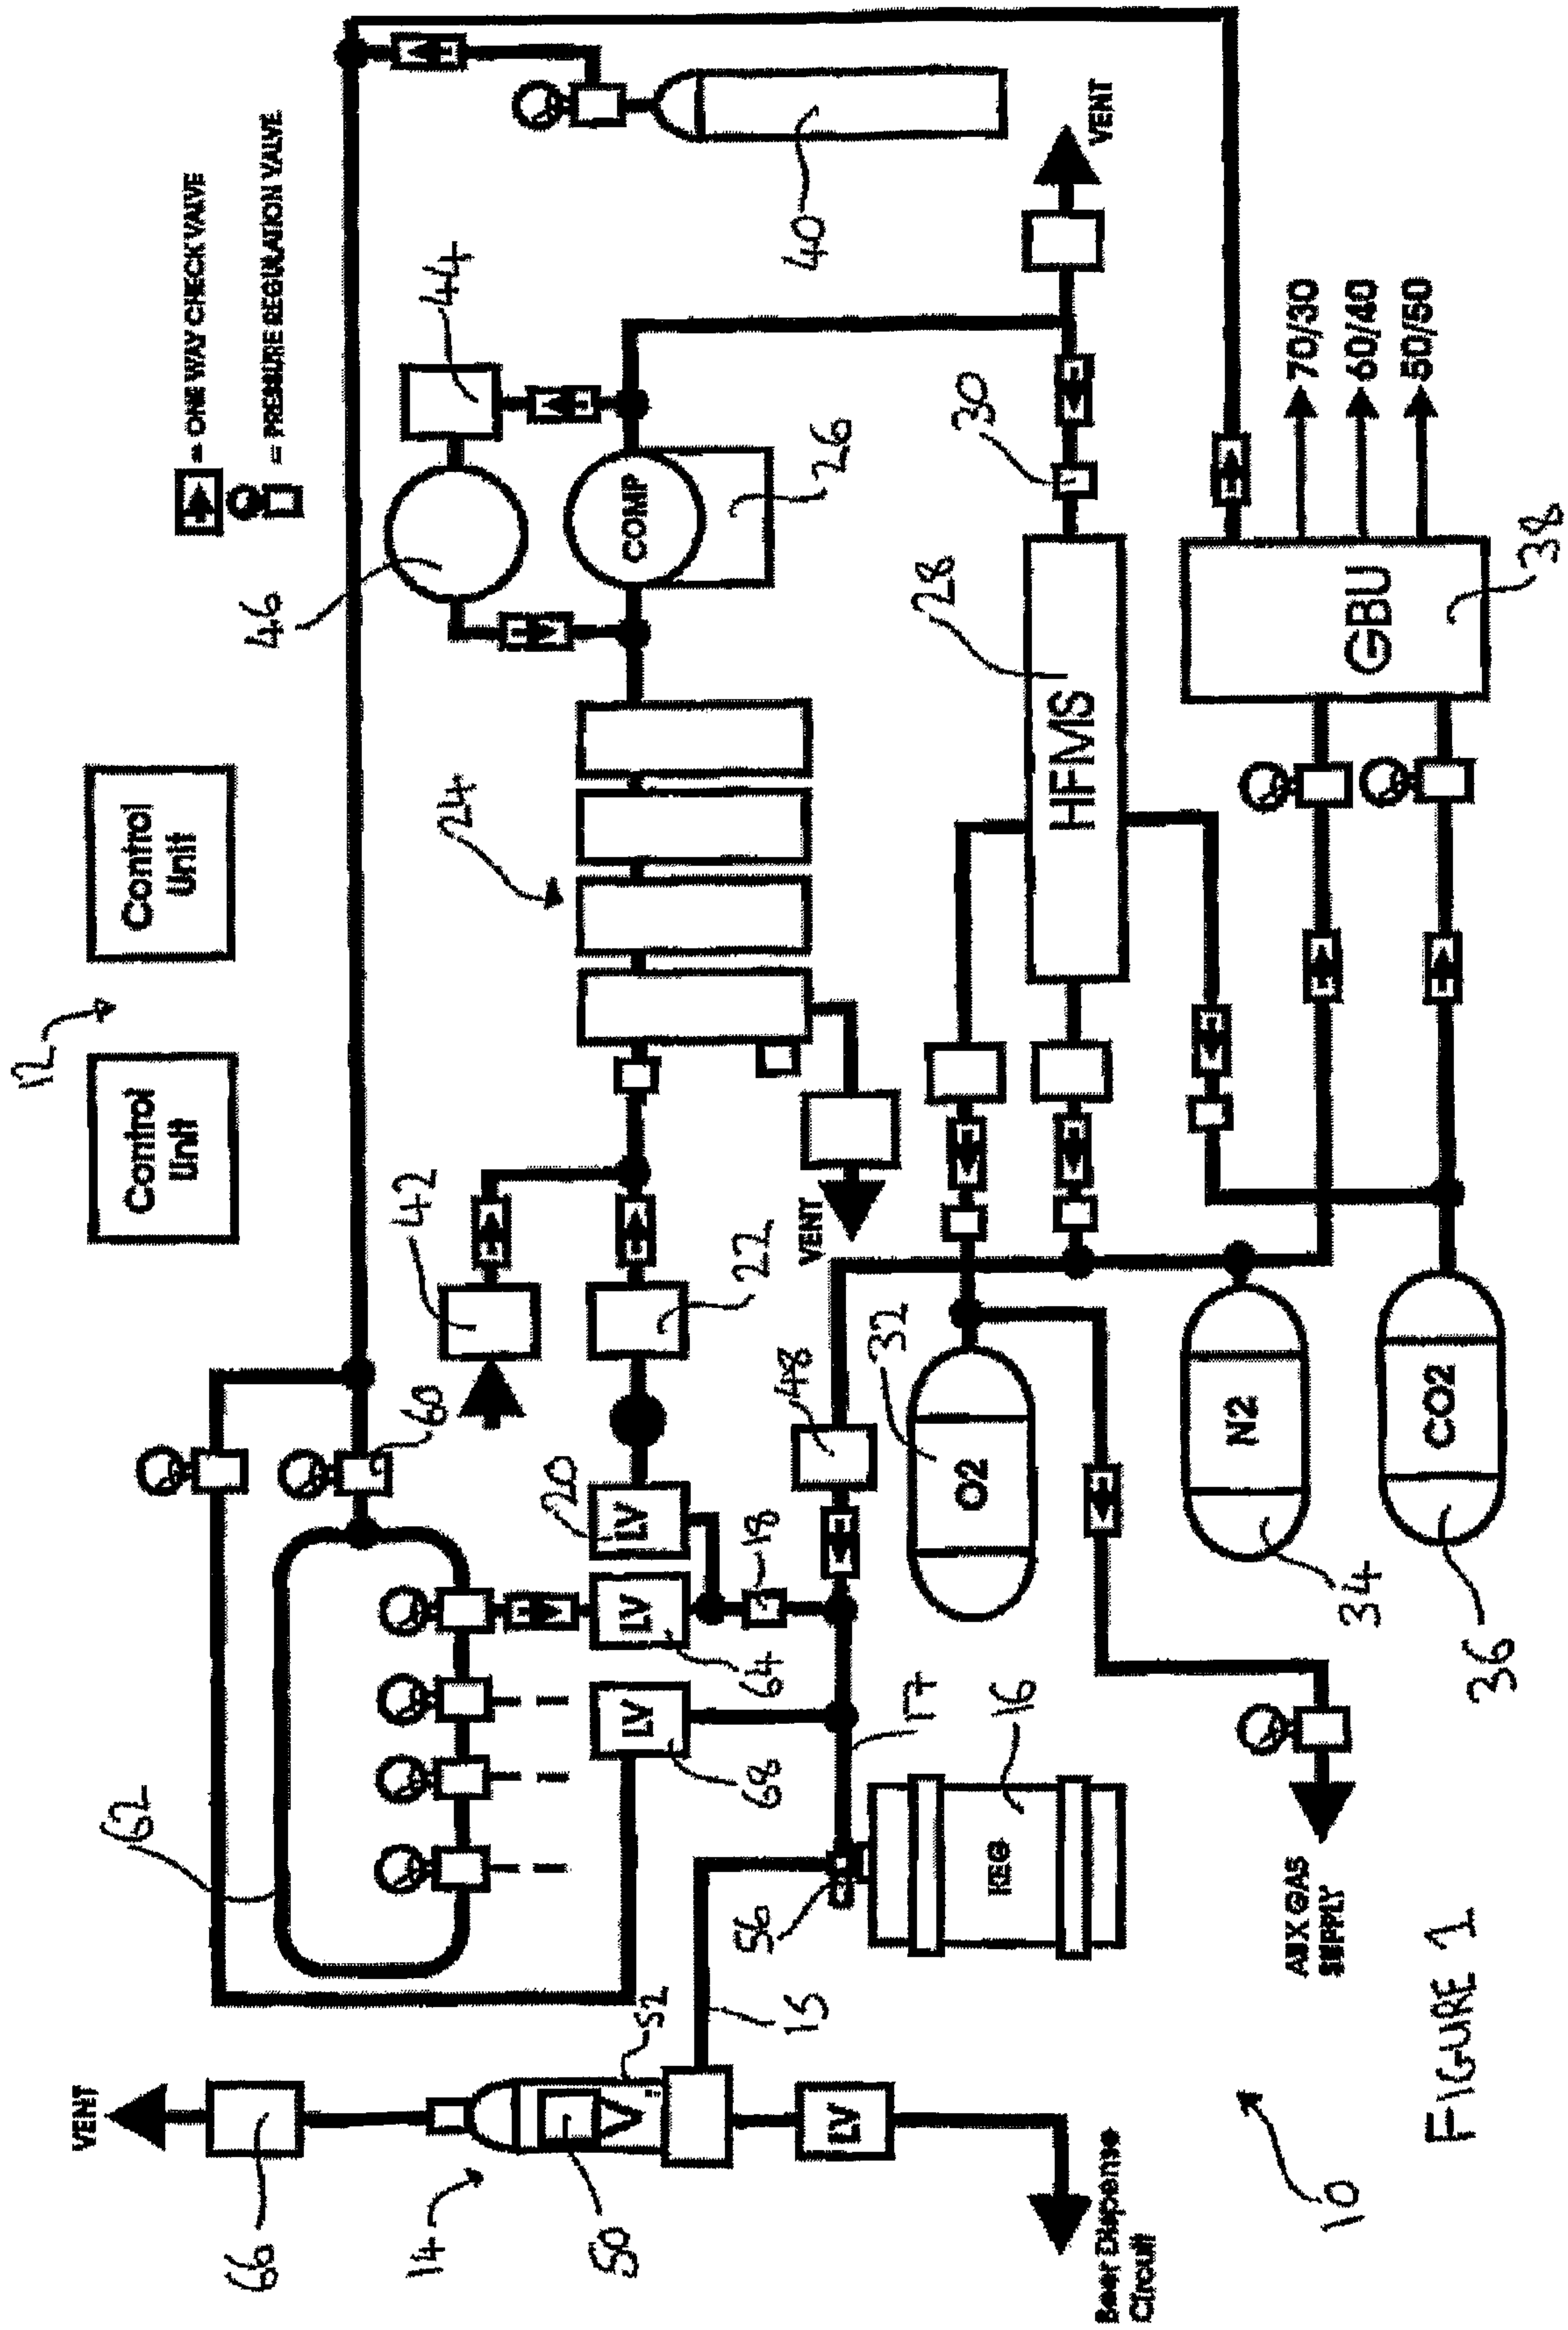 VENT
66
14
50
52
LV
Beer Dispense
Circuit
15
62
12
Control
Unit
Control
Unit
= ONE WAY CHECK VALVE
= PRESSURE REGULATION VALVE
60
42
46
44
LV
68
LV
64
LV
20
22
24
COMP
26
40
18
48
VENT
56
17
KEG
16
O2
32
HFMS
28
30
VENT
AUX GAS
SUPPLY
N2
34
CO2
36
GBU
38
70/30
60/40
50/50
10
FIGURE 1